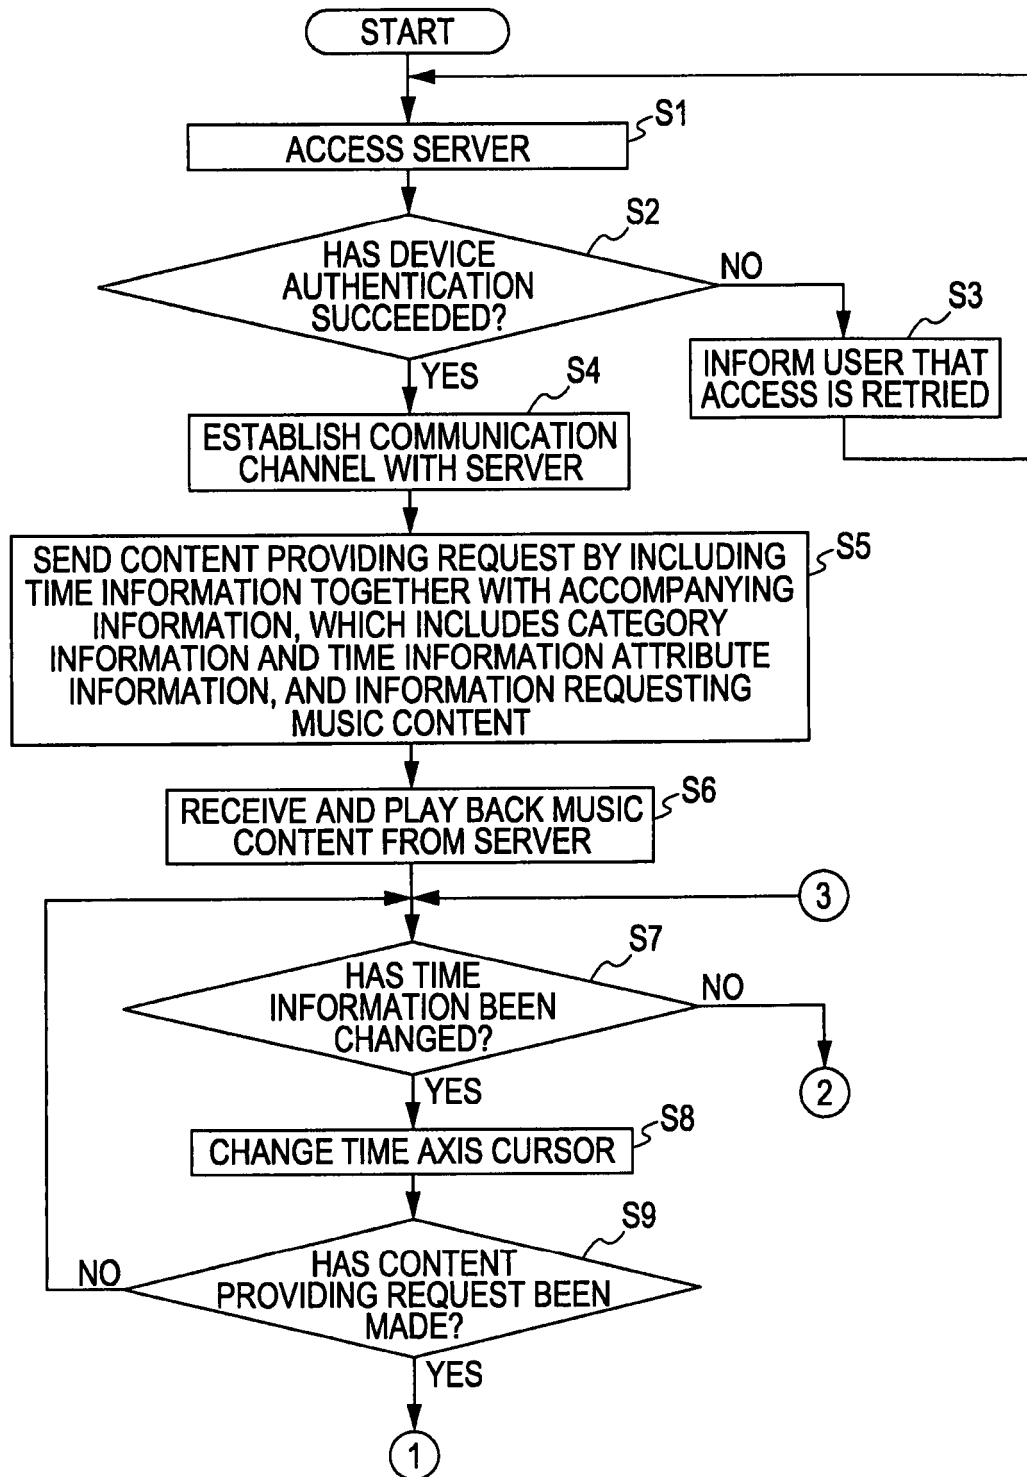 START
S1
ACCESS SERVER
S2
HAS DEVICE
AUTHENTICATION
SUCCEEDED?
NO
S3
INFORM USER THAT
ACCESS IS RETRIED
YES
S4
ESTABLISH COMMUNICATION
CHANNEL WITH SERVER
S5
SEND CONTENT PROVIDING REQUEST BY INCLUDING
TIME INFORMATION TOGETHER WITH ACCOMPANYING
INFORMATION, WHICH INCLUDES CATEGORY
INFORMATION AND TIME INFORMATION ATTRIBUTE
INFORMATION, AND INFORMATION REQUESTING
MUSIC CONTENT
S6
RECEIVE AND PLAY BACK MUSIC
CONTENT FROM SERVER
3
S7
HAS TIME
INFORMATION BEEN
CHANGED?
NO
2
YES
S8
CHANGE TIME AXIS CURSOR
S9
HAS CONTENT
PROVIDING REQUEST BEEN
MADE?
NO
YES
1